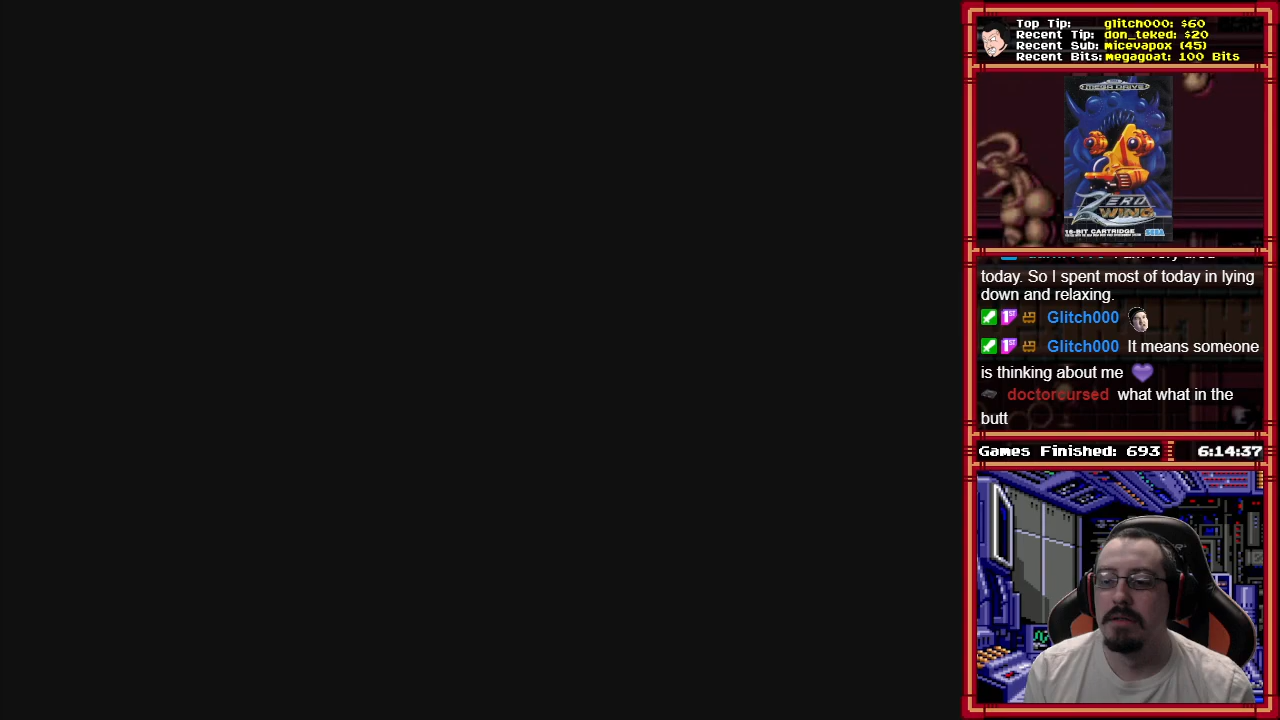 Top Tip: glitch000: $60
Recent Tip: don_teked: $20
Recent Sub: micevapox (45)
Recent Bits: megagoat: 100 Bits
MEGA DRIVE
ZERO
WING
16-BIT CARTRIDGE
SEGA
today. So I spent most of today in lying
down and relaxing.
Glitch000
Glitch000 It means someone
is thinking about me
doctorcursed what what in the
butt
Games Finished: 693 6:14:37